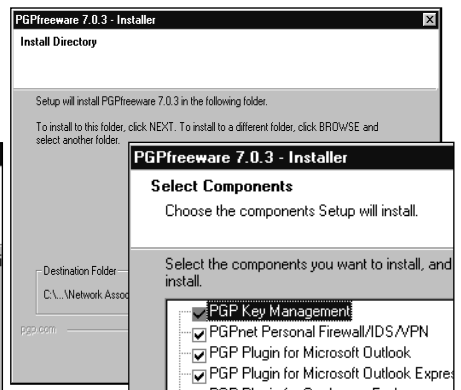 PGPfreeware 7.0.3 - Installer
Install Directory
Setup will install PGPfreeware 7.0.3 in the following folder.
To install to this folder, click NEXT. To install to a different folder, click BROWSE and
select another folder.
Destination Folder
C:\...\Network Assoc
pgp.com
PGPfreeware 7.0.3 - Installer
Select Components
Choose the components Setup will install.
Select the components you want to install, and
install.
PGP Key Management
PGPnet Personal Firewall/IDS/VPN
PGP Plugin for Microsoft Outlook
PGP Plugin for Microsoft Outlook Expres